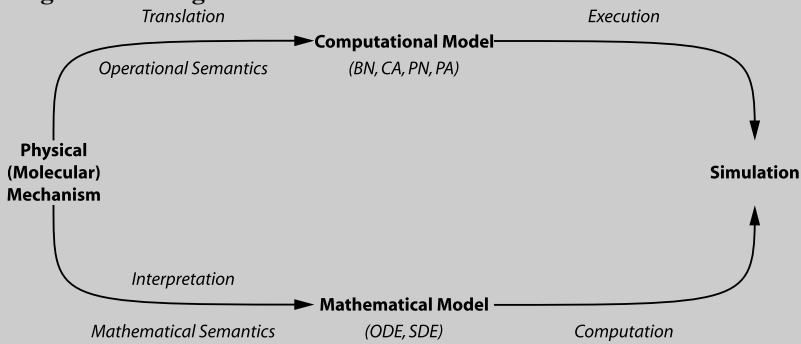 Translation
Execution
Computational Model
Operational Semantics
(BN, CA, PN, PA)
Physical
(Molecular)
Mechanism
Simulation
Interpretation
Mathematical Model
Mathematical Semantics
(ODE, SDE)
Computation